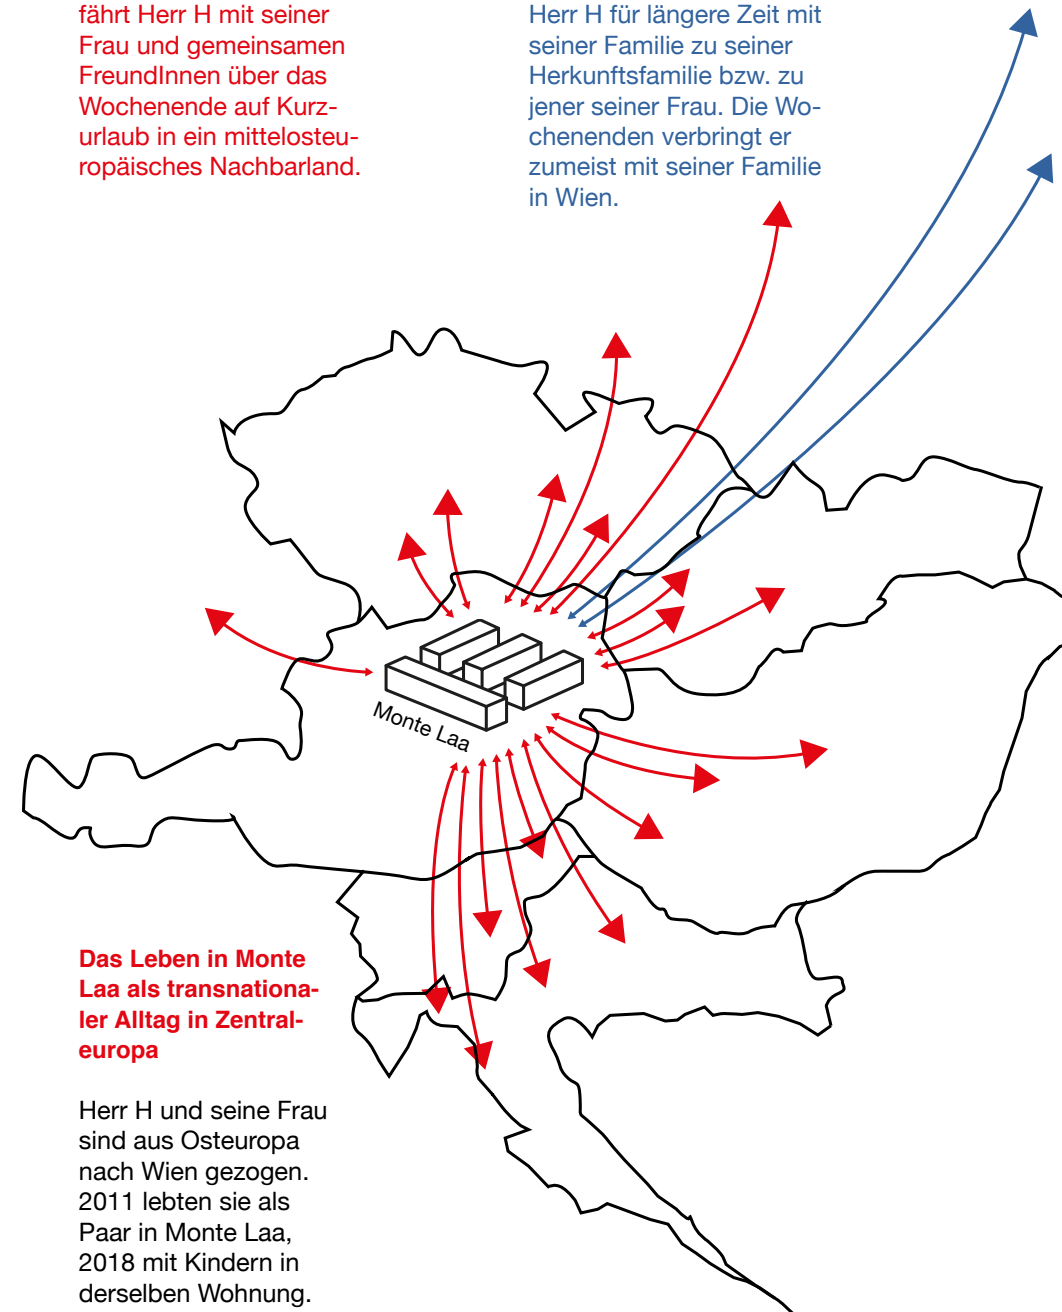 fährt Herr H mit seiner
Frau und gemeinsamen
FreundInnen über das
Wochenende auf Kurz-
urlaub in ein mittelosteu-
ropäisches Nachbarland.
Herr H für längere Zeit mit
seiner Familie zu seiner
Herkunftsfamilie bzw. zu
jener seiner Frau. Die Wo-
chenenden verbringt er
zumeist mit seiner Familie
in Wien.
Monte Laa
Das Leben in Monte
Laa als transnationa-
ler Alltag in Zentral-
europa
Herr H und seine Frau
sind aus Osteuropa
nach Wien gezogen.
2011 lebten sie als
Paar in Monte Laa,
2018 mit Kindern in
derselben Wohnung.